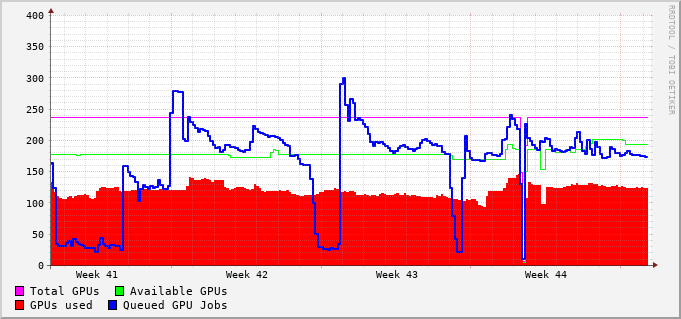 400
350
300
250
200
150
100
50
0
Week 41 Week 42 Week 43 Week 44
Total GPUs Available GPUs
GPUs used Queued GPU Jobs
RRDTOOL / TOBI OETIKER